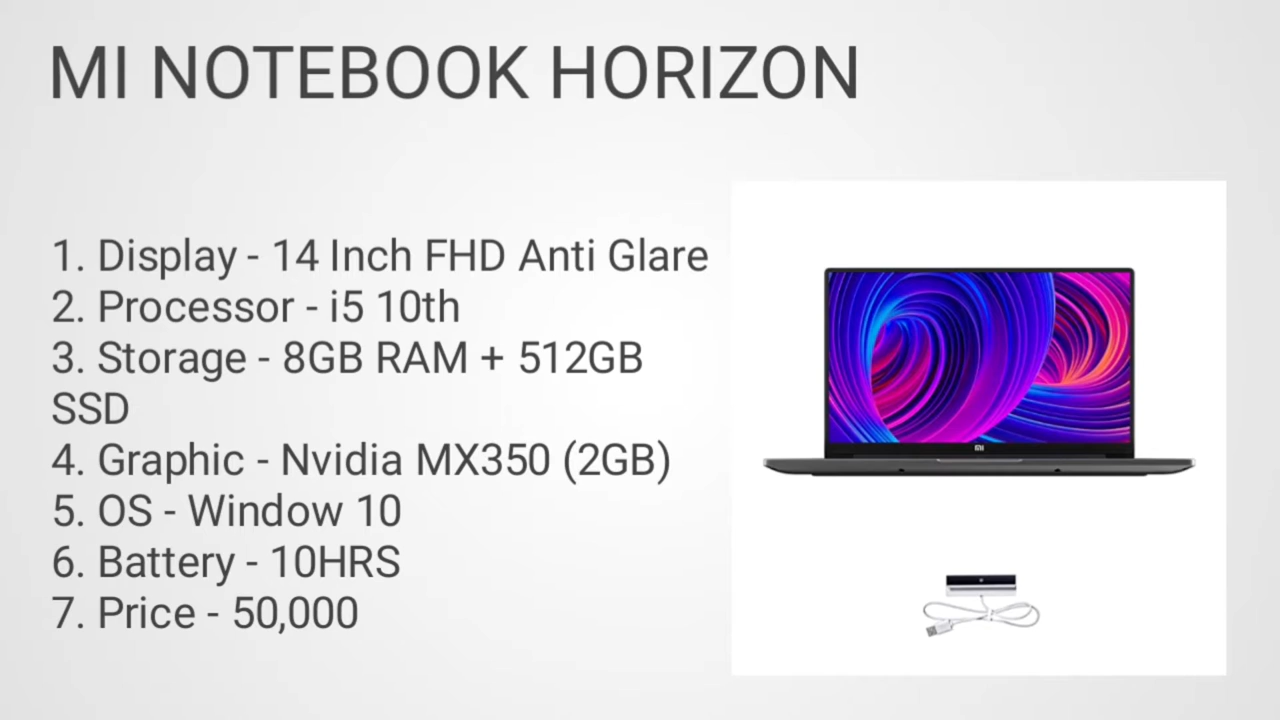 MI NOTEBOOK HORIZON
1. Display - 14 Inch FHD Anti Glare
2. Processor - i5 10th
3. Storage - 8GB RAM + 512GB
SSD
4. Graphic - Nvidia MX350 (2GB)
5. OS - Window 10
6. Battery - 10HRS
7. Price - 50,000
mi